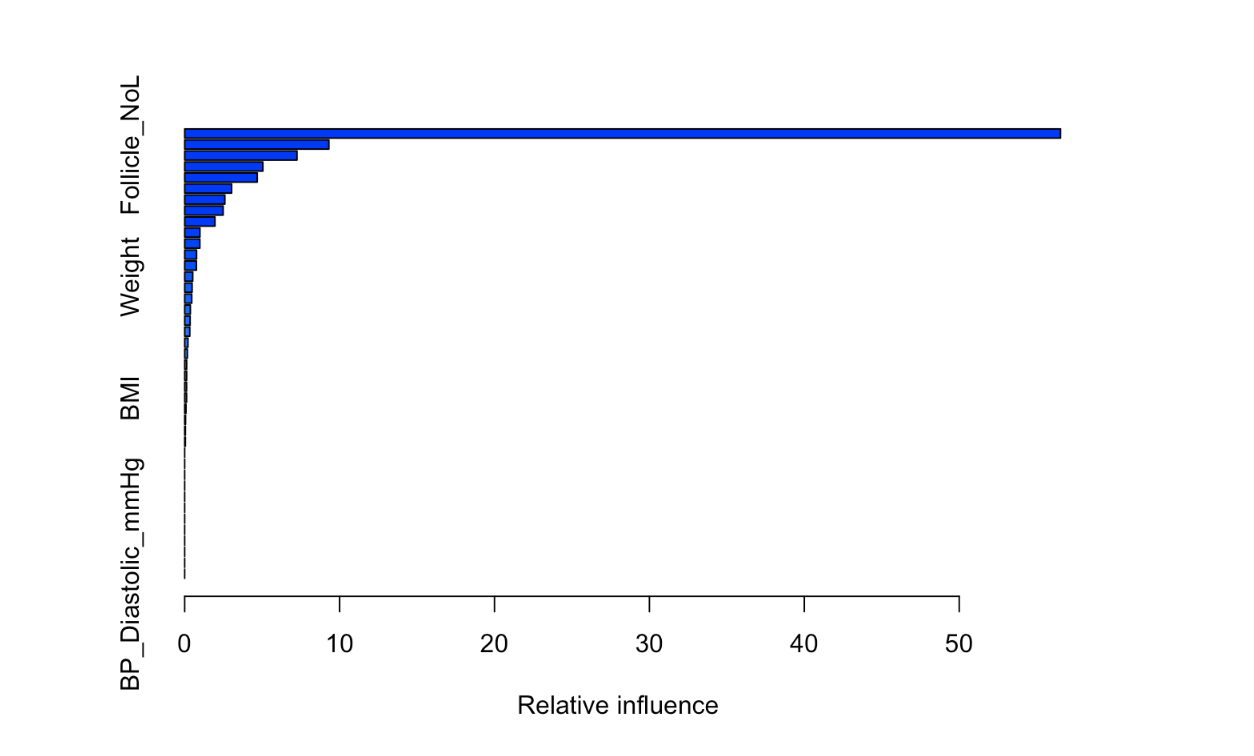 Follicle_NoL
Weight
BMI
BP_Diastolic_mmHg
0 10 20 30 40 50
Relative influence